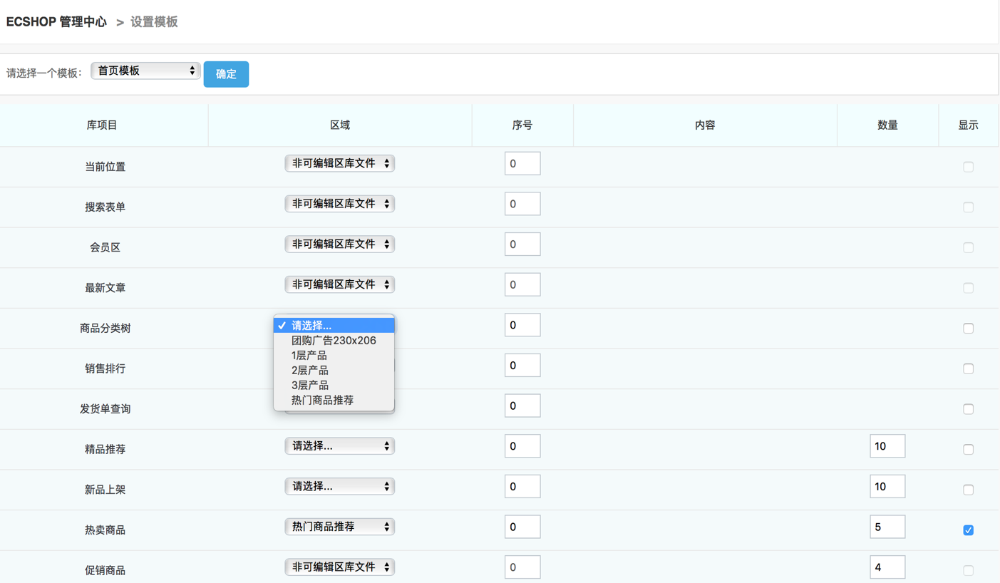 ECSHOP 管理中心 > 设置模板
请选择一个模板： 首页模板 确定
库项目 区域 序号 内容 数量 显示
当前位置 非可编辑区库文件 0
搜索表单 非可编辑区库文件 0
会员区 非可编辑区库文件 0
最新文章 非可编辑区库文件 0
商品分类树 0
请选择...
团购广告230x206
1层产品
2层产品
3层产品
热门商品推荐
销售排行 0
发货单查询 0
精品推荐 请选择... 0 10
新品上架 请选择... 0 10
热卖商品 热门商品推荐 0 5
促销商品 非可编辑区库文件 0 4